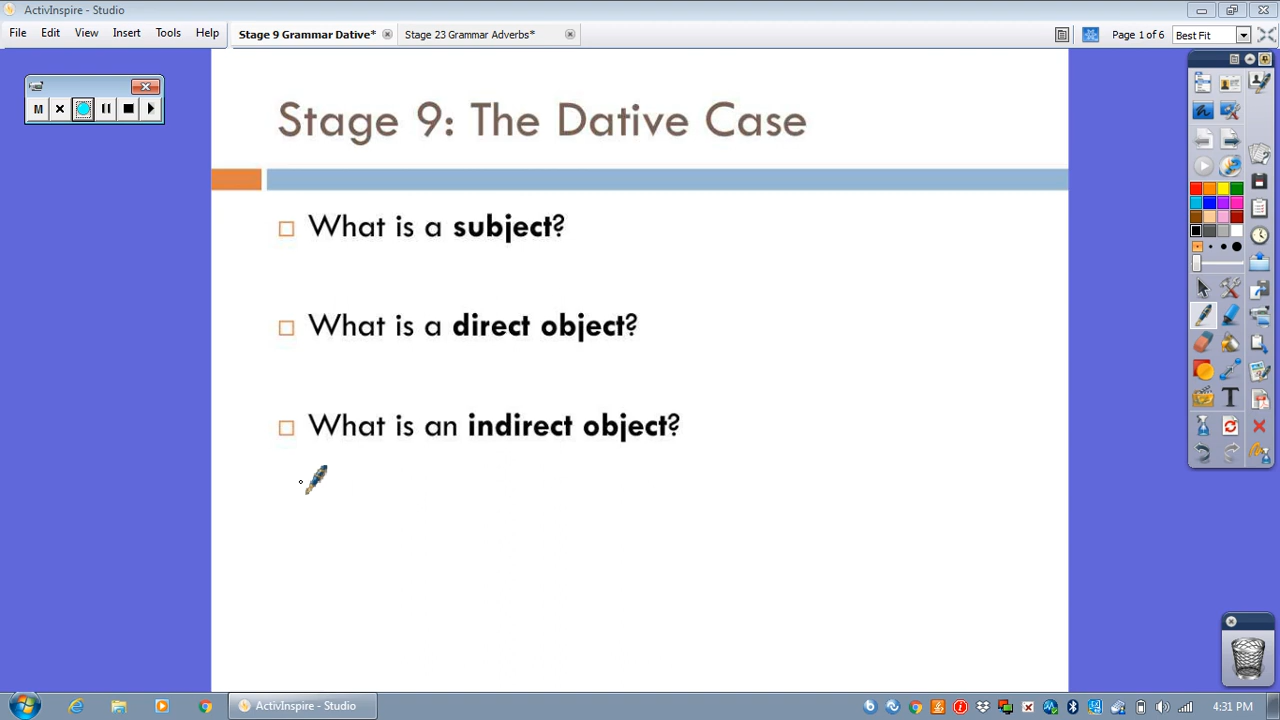 ActivInspire - Studio
File Edit View Insert Tools Help
Stage 9 Grammar Dative* Stage 23 Grammar Adverbs*
Page 1 of 6 Best Fit
M
Stage 9: The Dative Case
What is a subject?
What is a direct object?
What is an indirect object?
T
ActivInspire - Studio
4:31 PM